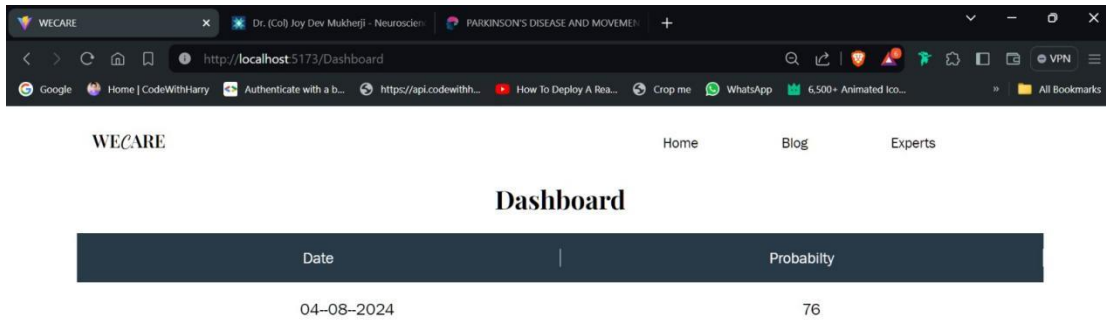 WECARE
Dr. (Col) Joy Dev Mukherji - Neuroscien
PARKINSON'S DISEASE AND MOVEMEN
http://localhost:5173/Dashboard
VPN
Google
Home | CodeWithHarry
Authenticate with a b...
https://api.codewithh...
How To Deploy A Rea...
Crop me
WhatsApp
6,500+ Animated Ico...
All Bookmarks
WECARE
Home
Blog
Experts
Dashboard
Date
Probabilty
04--08--2024
76